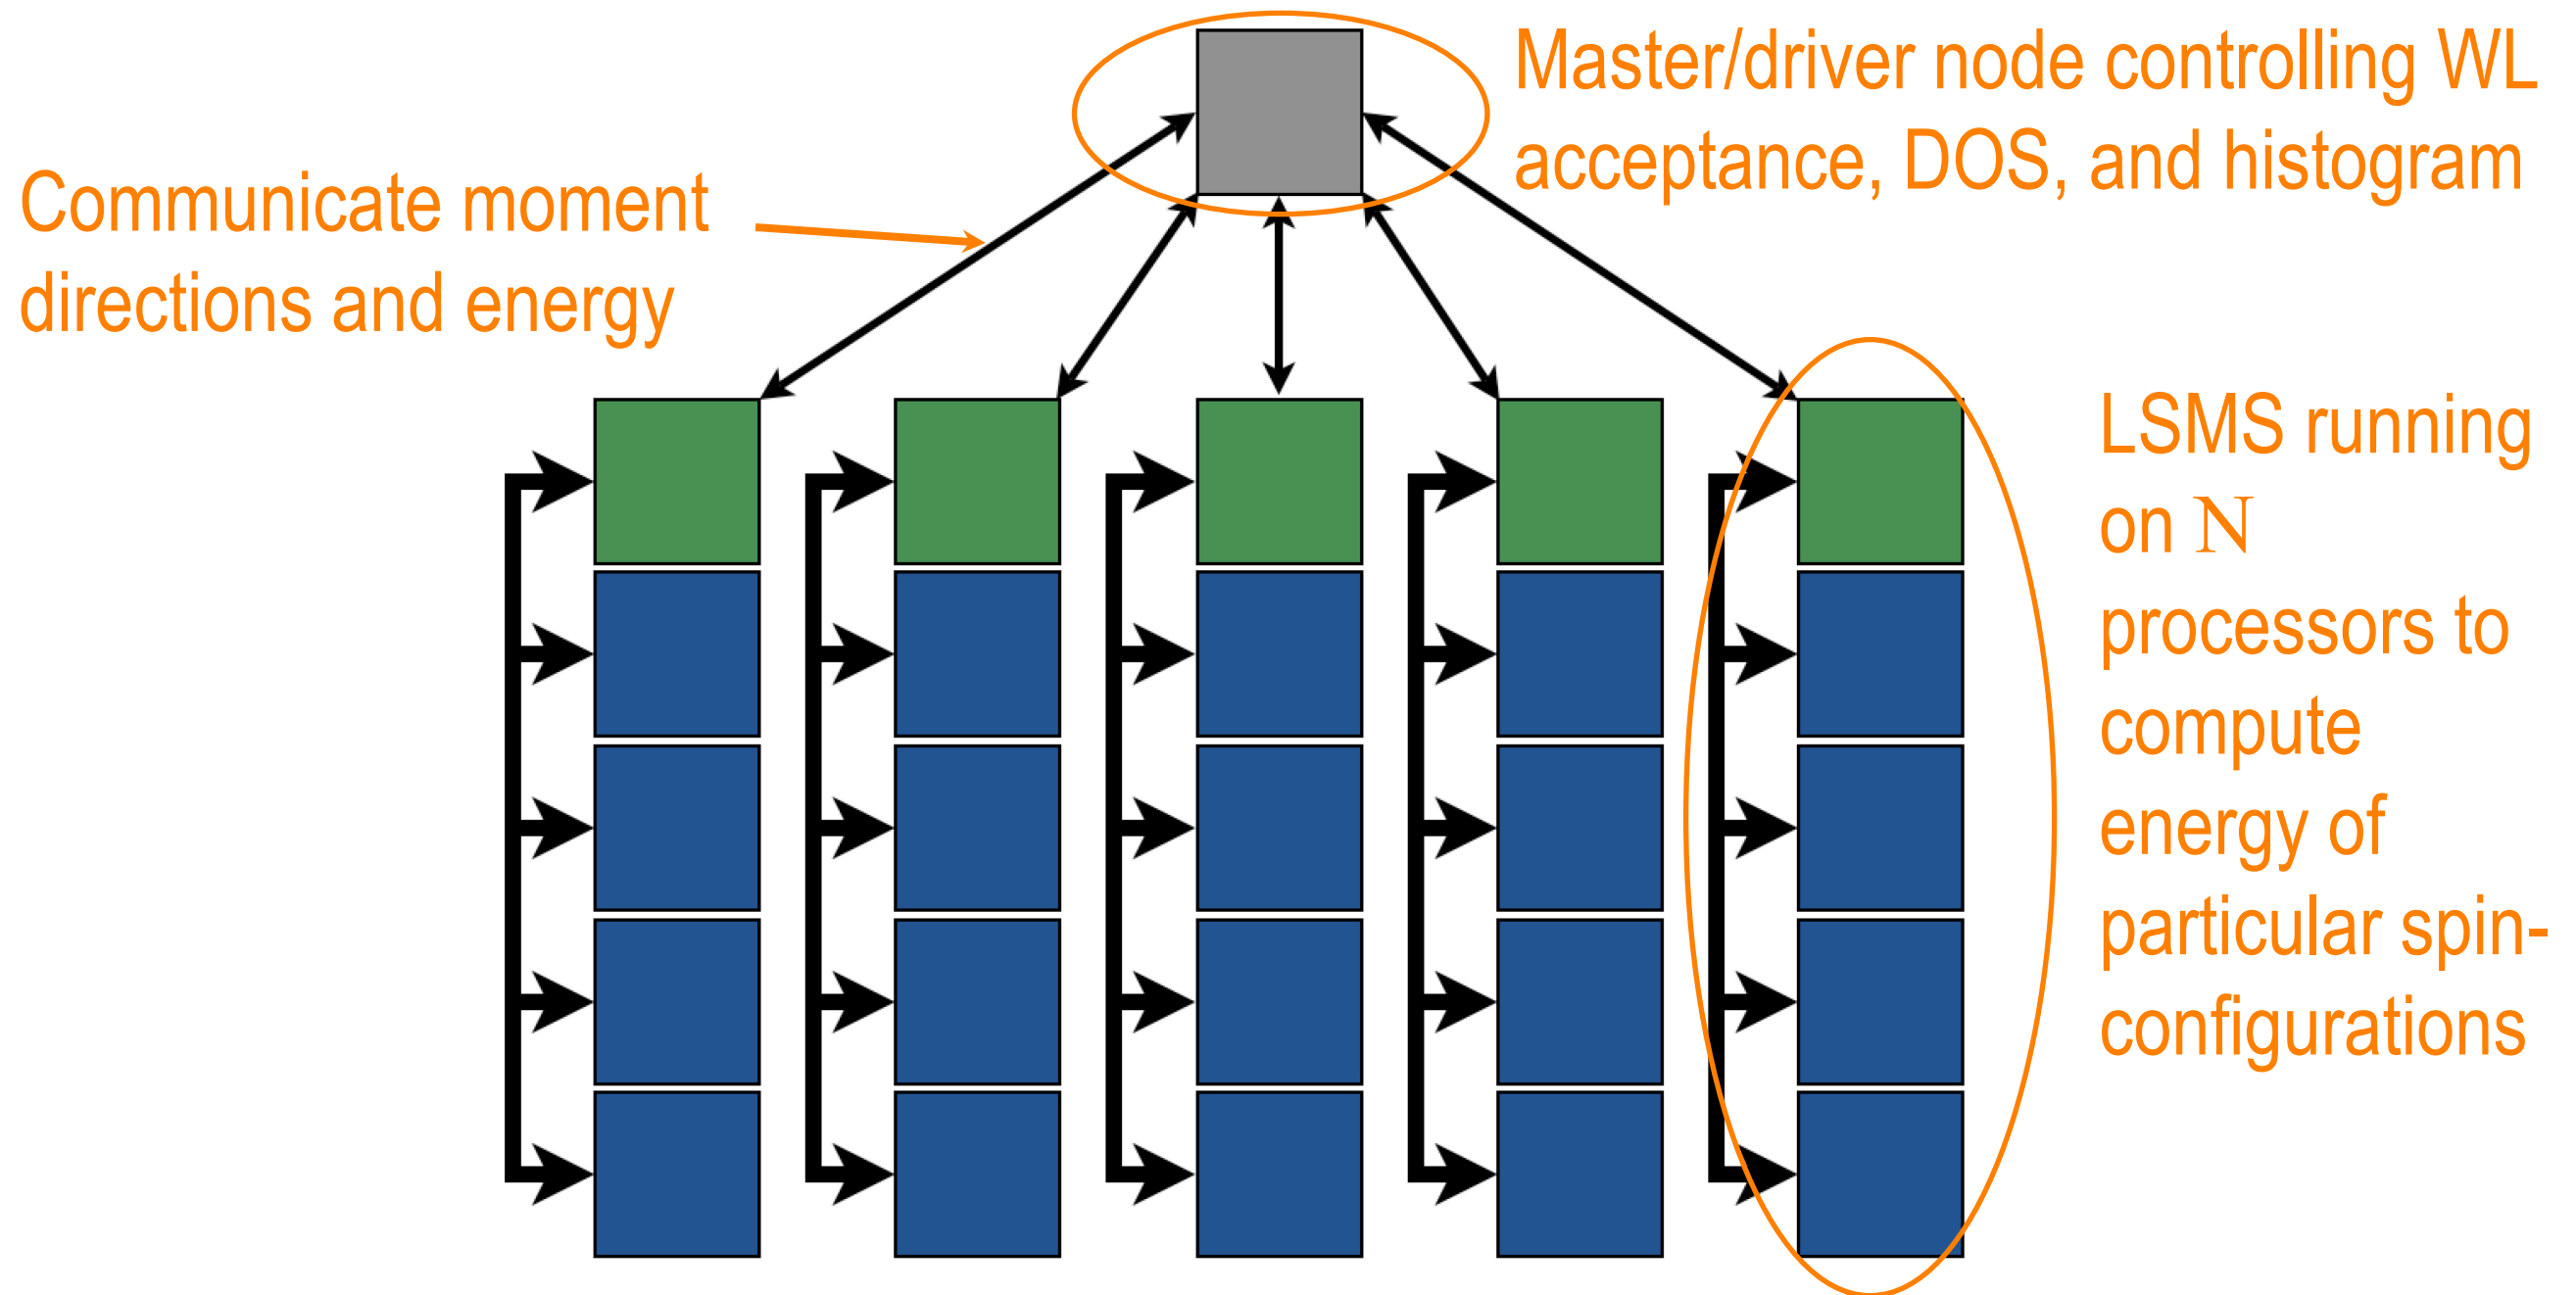 Master/driver node controlling WL
acceptance, DOS, and histogram
Communicate moment
directions and energy
LSMS running
on N
processors to
compute
energy of
particular spin-
configurations